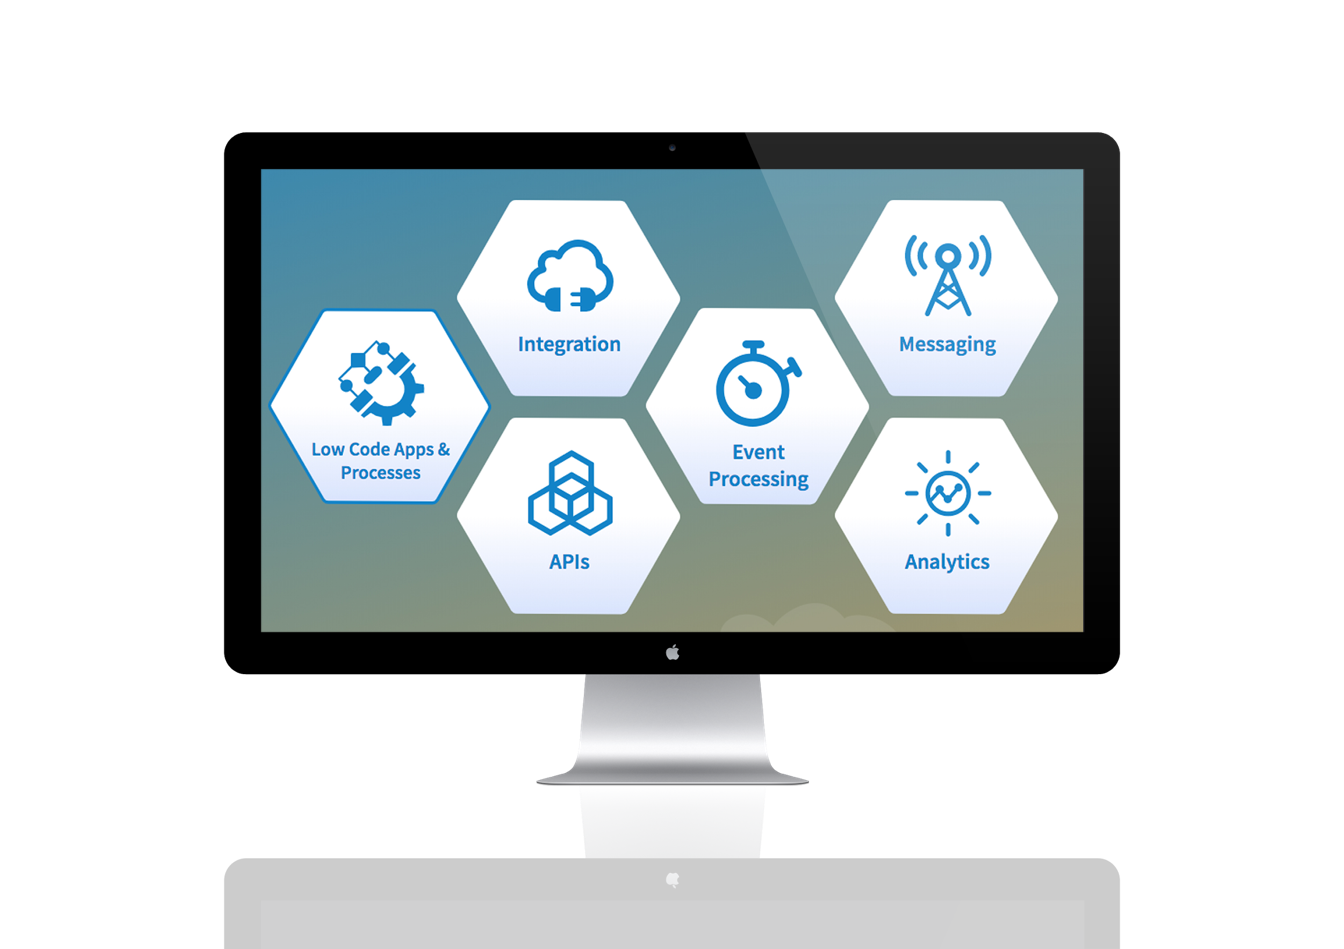 Integration
Messaging
Low Code Apps &
Processes
Event
Processing
APIs
Analytics